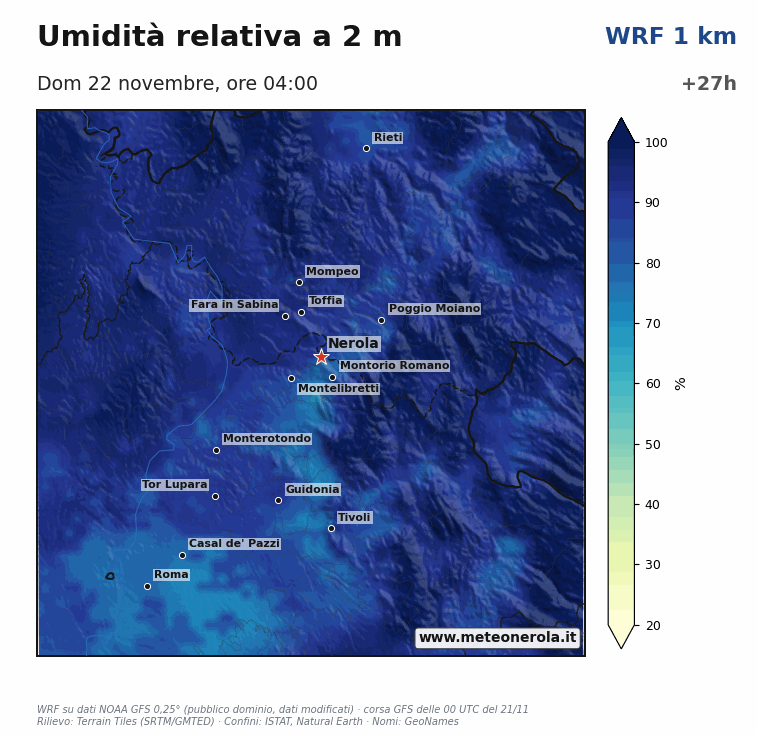 Umidità relativa a 2 m
WRF 1 km
Dom 22 novembre, ore 04:00
+27h
Rieti
Mompeo
Toffia
Fara in Sabina
Poggio Moiano
Nerola
Montorio Romano
Montelibretti
Monterotondo
Tor Lupara
Guidonia
Tivoli
Casal de' Pazzi
Roma
www.meteonerola.it
100
90
80
70
60
50
40
30
20
%
WRF su dati NOAA GFS 0,25° (pubblico dominio, dati modificati) · corsa GFS delle 00 UTC del 21/11
Rilievo: Terrain Tiles (SRTM/GMTED) · Confini: ISTAT, Natural Earth · Nomi: GeoNames